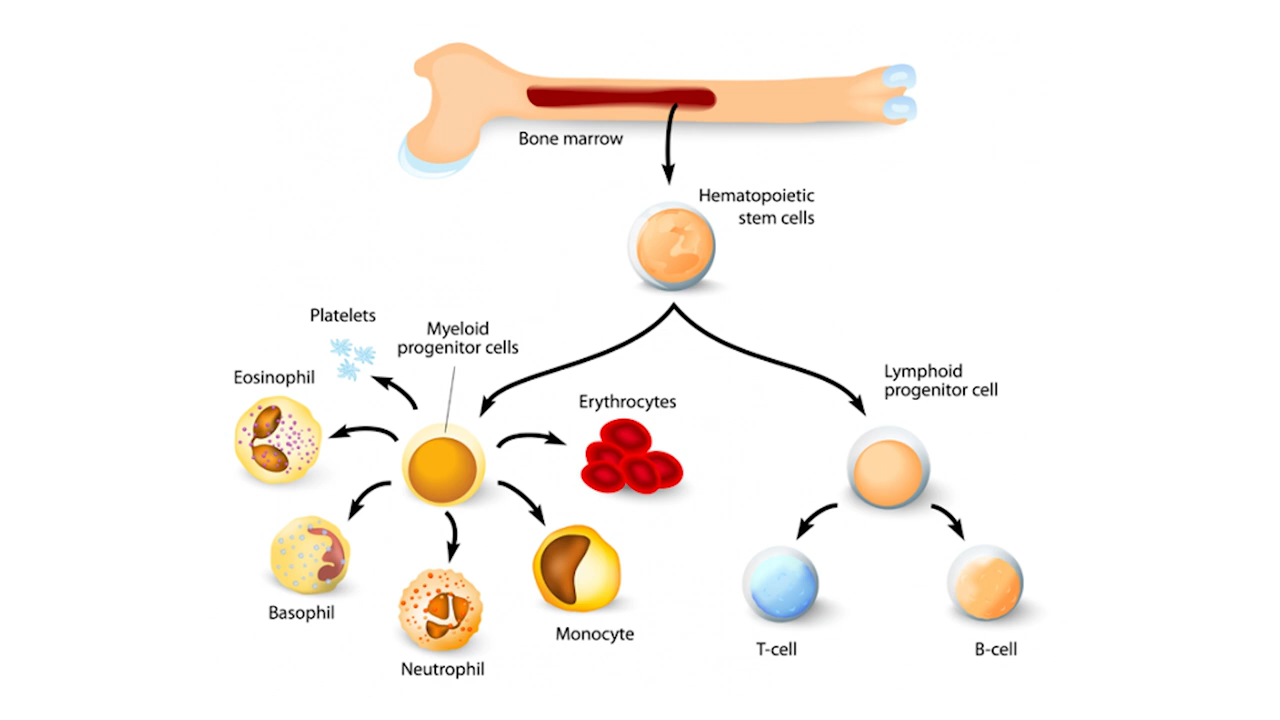 Bone marrow
Hematopoietic
stem cells
Platelets
Myeloid
progenitor cells
Eosinophil
Erythrocytes
Lymphoid
progenitor cell
Basophil
Neutrophil
Monocyte
T-cell
B-cell